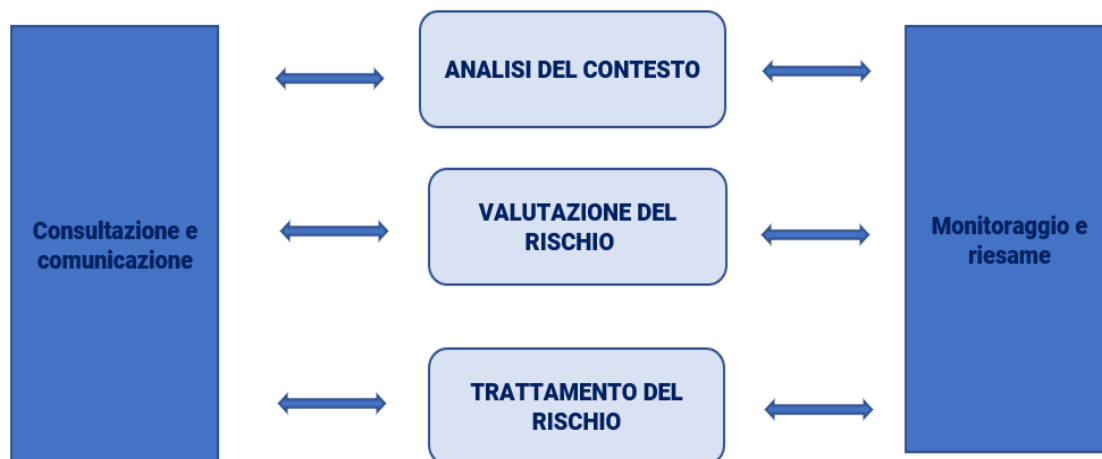 ANALISI DEL CONTESTO
Consultazione e
comunicazione
VALUTAZIONE DEL
RISCHIO
Monitoraggio e
riesame
TRATTAMENTO DEL
RISCHIO